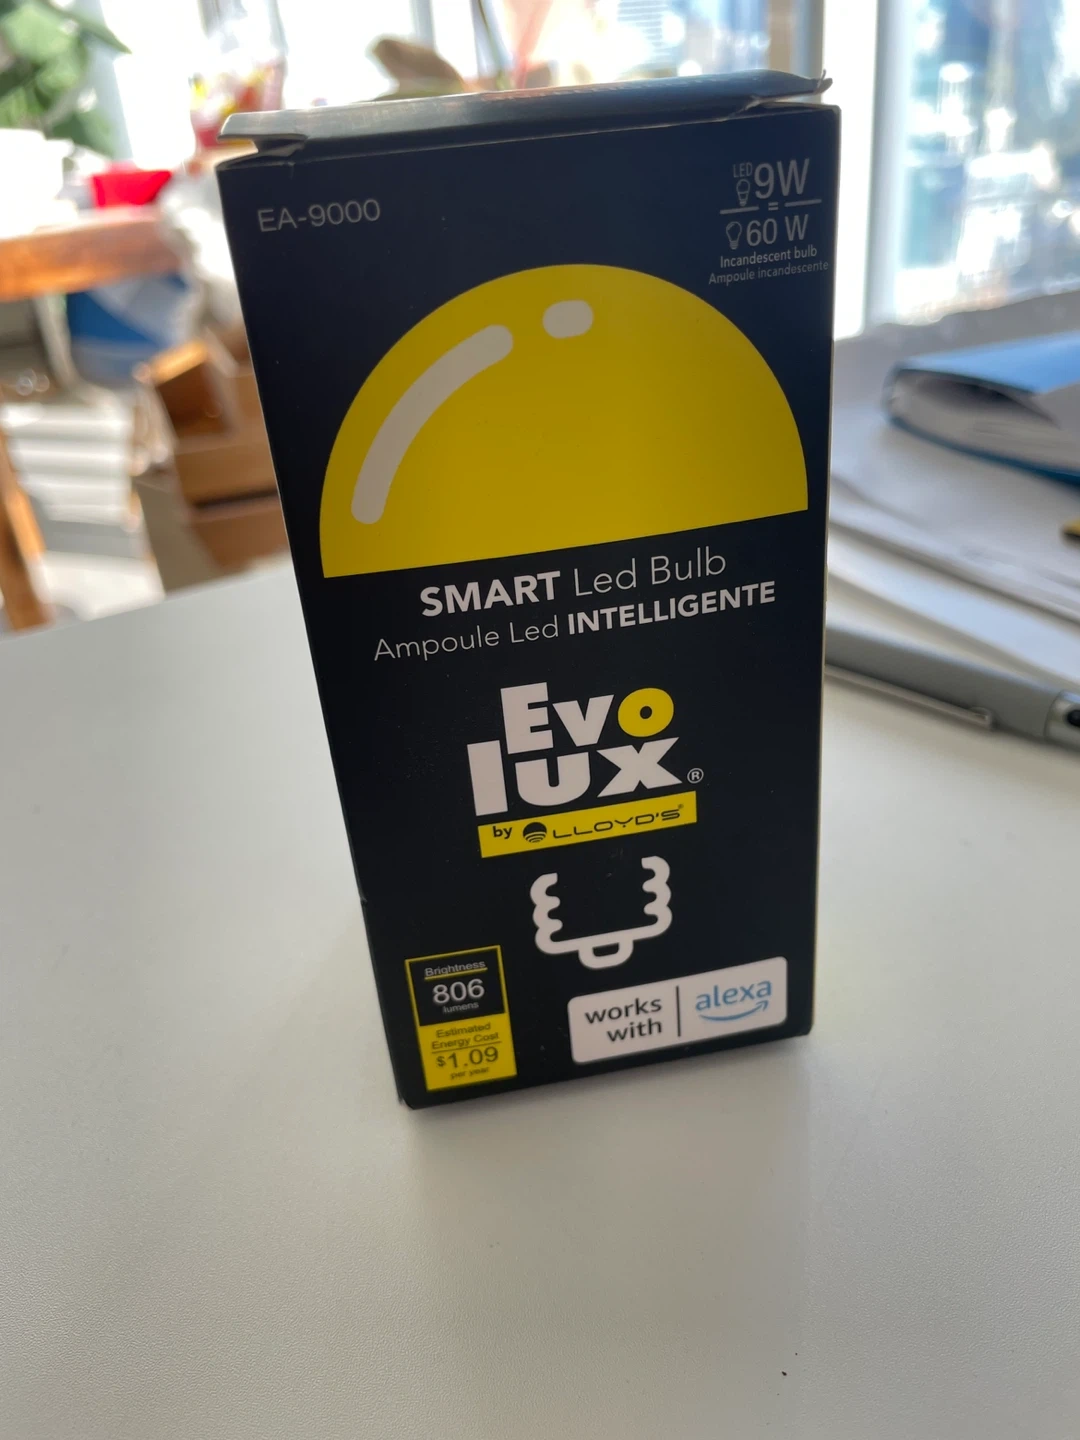 EA-9000
LED 9W
=
60 W
Incandescent bulb
Ampoule incandescente
SMART Led Bulb
Ampoule Led INTELLIGENTE
Evo
lux®
by LLOYD'S®
Brightness
806
lumens
Estimated
Energy Cost
$1.09
per year
works
with
alexa